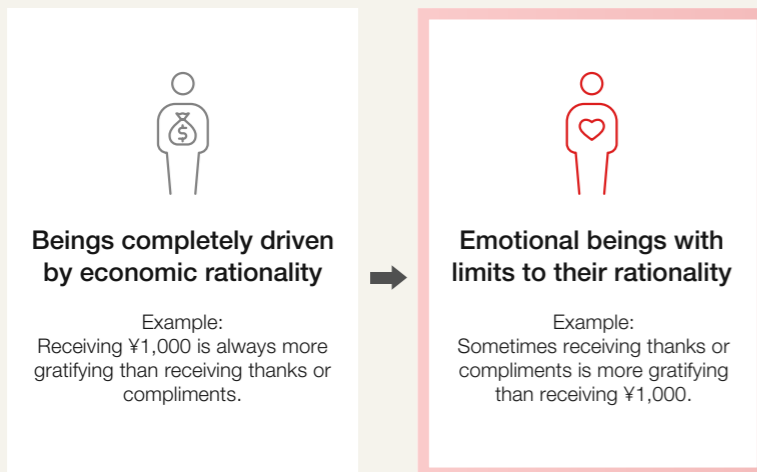 $
Beings completely driven
by economic rationality
Example:
Receiving ¥1,000 is always more
gratifying than receiving thanks or
compliments.
Emotional beings with
limits to their rationality
Example:
Sometimes receiving thanks or
compliments is more gratifying
than receiving ¥1,000.